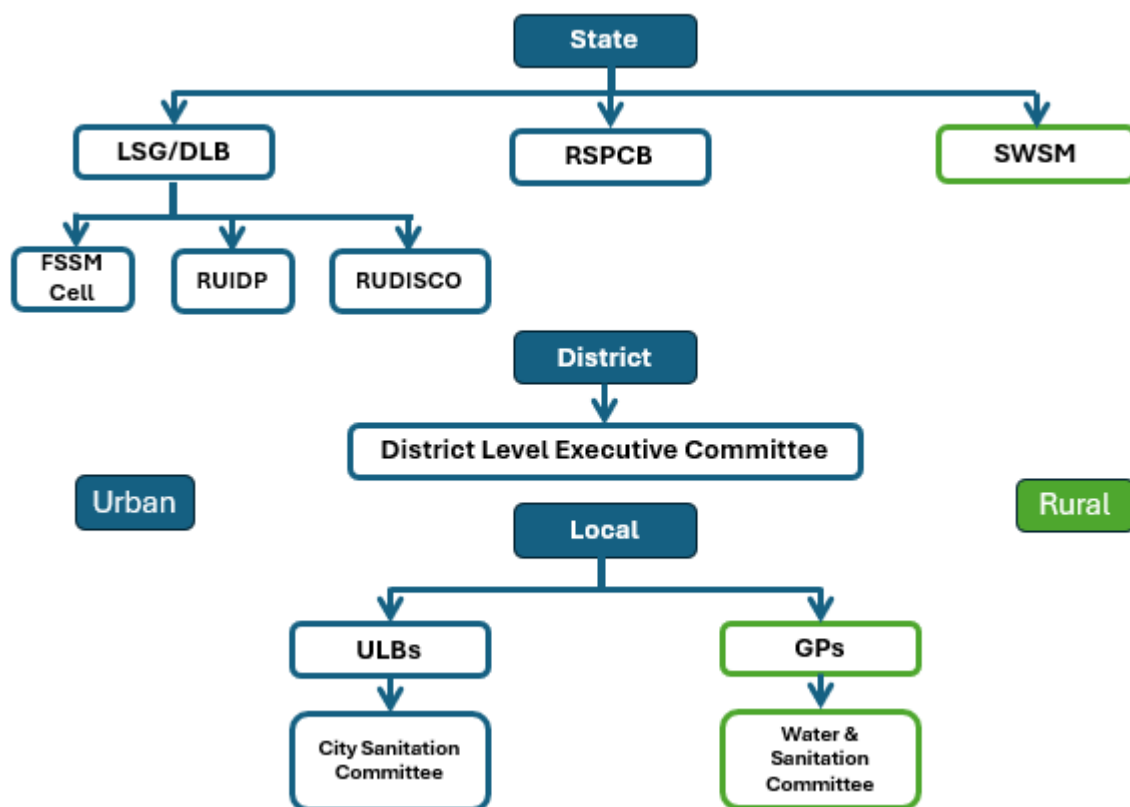 State
LSG/DLB
RSPCB
SWSM
FSSM
Cell
RUIDP
RUDISCO
District
District Level Executive Committee
Urban
Rural
Local
ULBs
GPs
City Sanitation
Committee
Water &
Sanitation
Committee